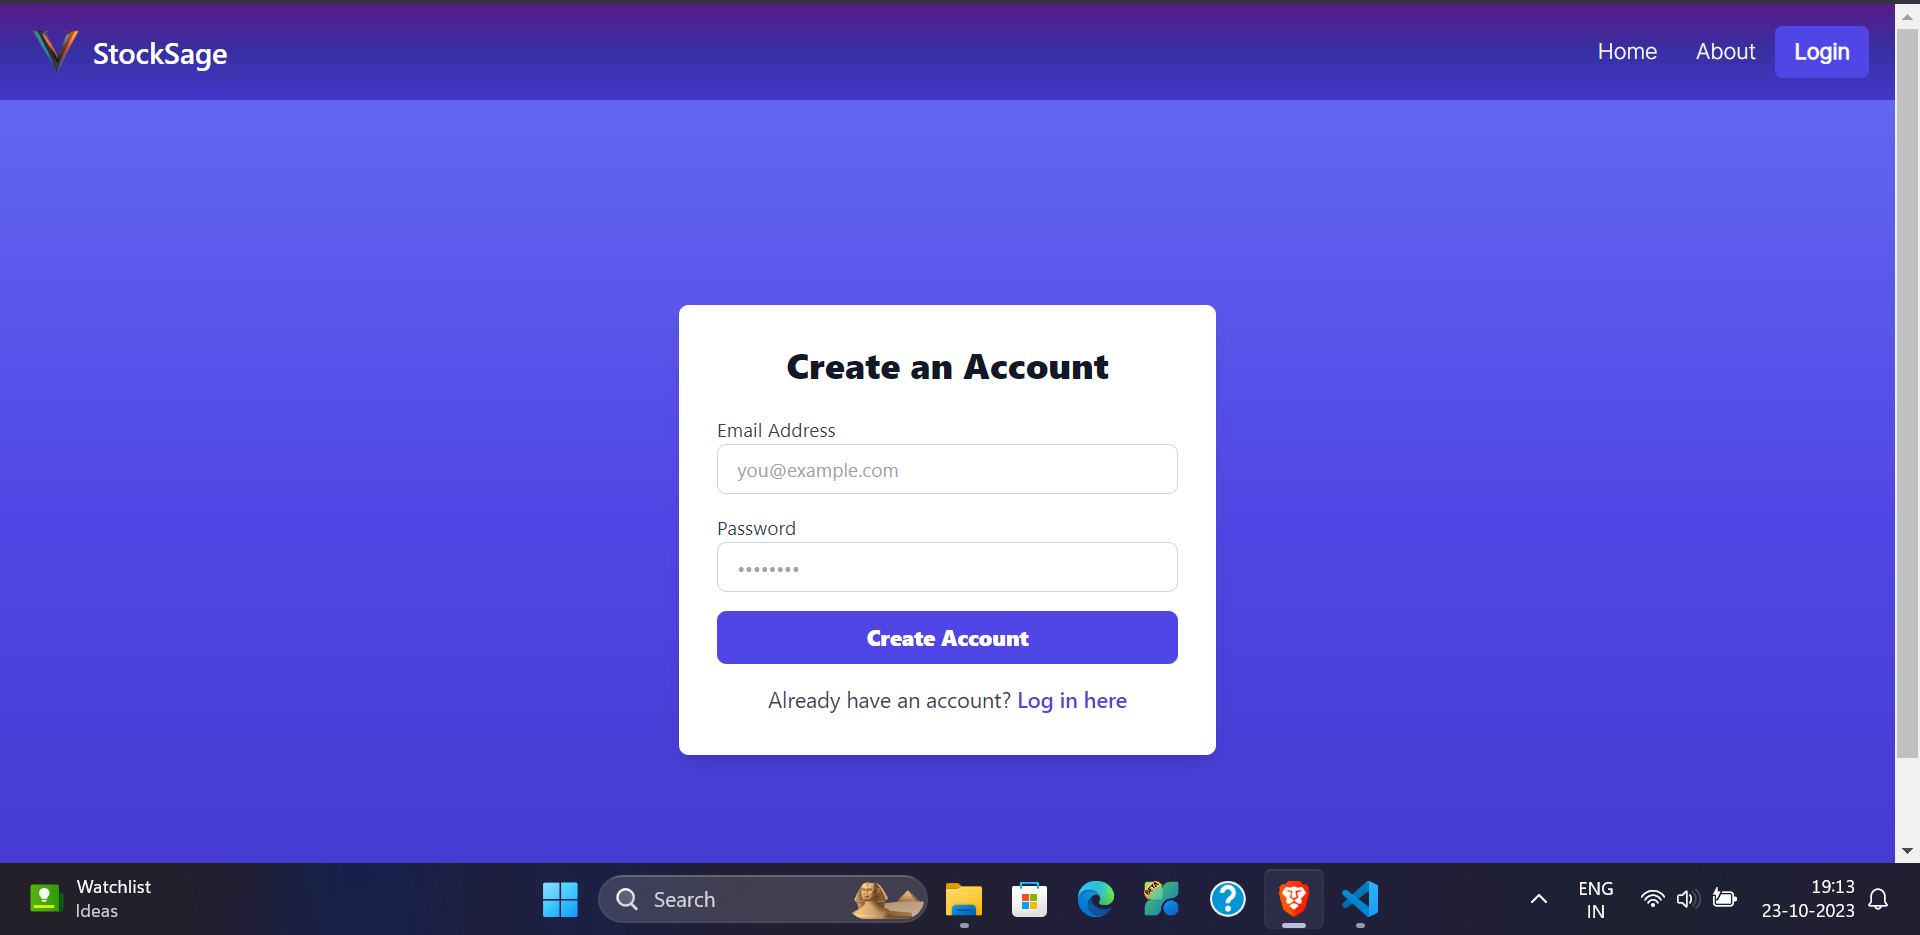 StockSage
Home About Login
Create an Account
Email Address
you@example.com
Password
••••••••
Create Account
Already have an account? Log in here
Watchlist
Ideas
Search
BETA
ENG
IN
19:13
23-10-2023